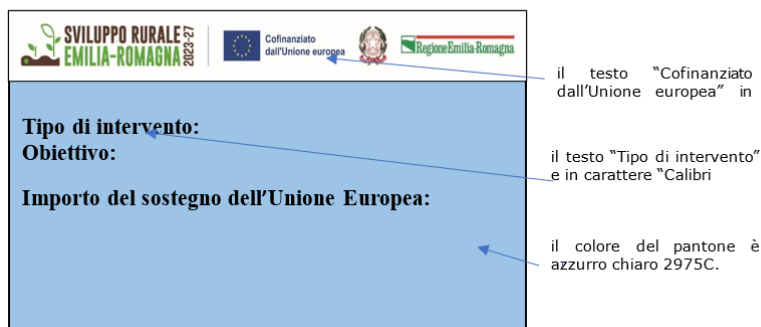 SVILUPPO RURALE
EMILIA-ROMAGNA
2023-27
Cofinanziato
dall'Unione europea
RegioneEmilia-Romagna
il testo “Cofinanziato
dall’Unione europea” in
Tipo di intervento:
Obiettivo:
Importo del sostegno dell’Unione Europea:
il testo “Tipo di intervento”
e in carattere “Calibri
il colore del pantone è
azzurro chiaro 2975C.